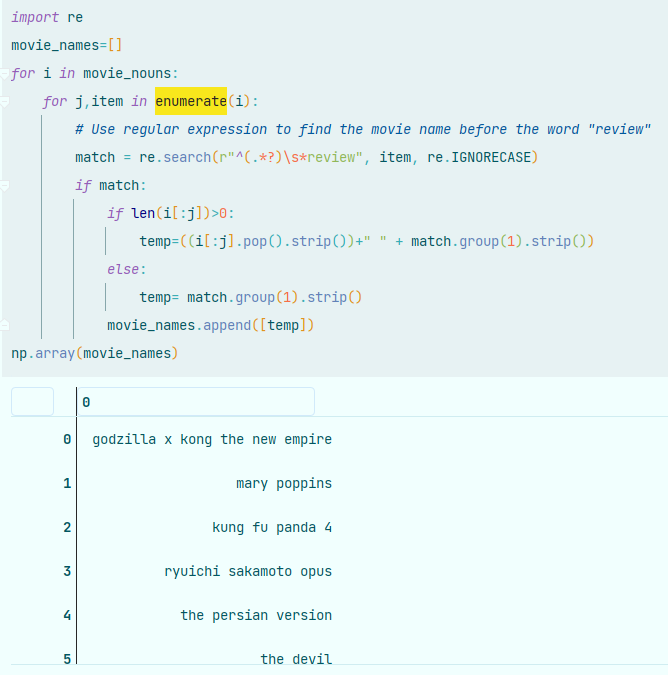 import re
movie_names=[]
for i in movie_nouns:
for j,item in enumerate(i):
# Use regular expression to find the movie name before the word "review"
match = re.search(r"^(.*?)\s*review", item, re.IGNORECASE)
if match:
if len(i[:j])>0:
temp=((i[:j].pop().strip())+" " + match.group(1).strip())
else:
temp= match.group(1).strip()
movie_names.append([temp])
np.array(movie_names)
0
0 godzilla x kong the new empire
1 mary poppins
2 kung fu panda 4
3 ryuichi sakamoto opus
4 the persian version
5 the devil